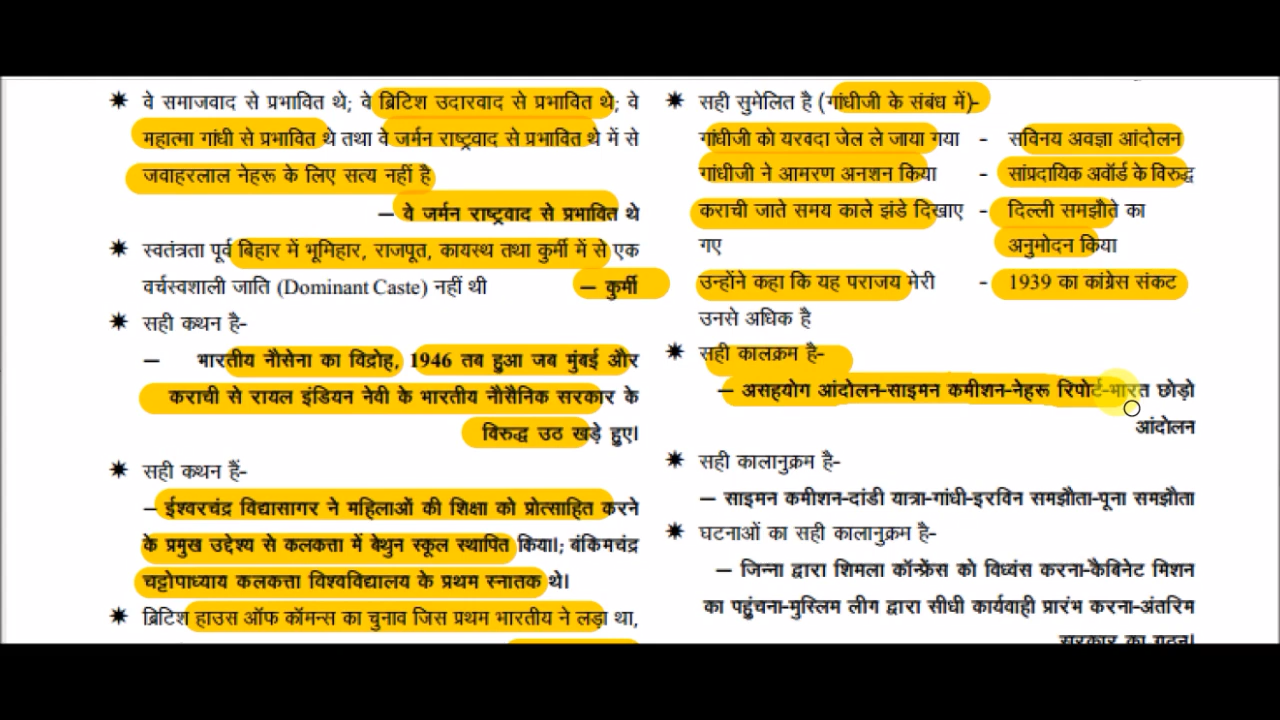 ✷ वे समाजवाद से प्रभावित थे; वे ब्रिटिश उदारवाद से प्रभावित थे; वे
महात्मा गांधी से प्रभावित थे तथा वे जर्मन राष्ट्रवाद से प्रभावित थे में से
जवाहरलाल नेहरू के लिए सत्य नहीं है
– वे जर्मन राष्ट्रवाद से प्रभावित थे
✷ स्वतंत्रता पूर्व बिहार में भूमिहार, राजपूत, कायस्थ तथा कुर्मी में से एक
वर्चस्वशाली जाति (Dominant Caste) नहीं थी – कुर्मी
✷ सही कथन है-
– भारतीय नौसेना का विद्रोह, 1946 तब हुआ जब मुंबई और
कराची से रायल इंडियन नेवी के भारतीय नौसैनिक सरकार के
विरुद्ध उठ खड़े हुए।
✷ सही कथन हैं-
– ईश्वरचंद्र विद्यासागर ने महिलाओं की शिक्षा को प्रोत्साहित करने
के प्रमुख उद्देश्य से कलकत्ता में बेथुन स्कूल स्थापित किया।; बंकिमचंद्र
चट्टोपाध्याय कलकत्ता विश्वविद्यालय के प्रथम स्नातक थे।
✷ ब्रिटिश हाउस ऑफ कॉमन्स का चुनाव जिस प्रथम भारतीय ने लड़ा था,
✷ सही सुमेलित है (गांधीजी के संबंध में)-
गांधीजी को यरवदा जेल ले जाया गया - सविनय अवज्ञा आंदोलन
गांधीजी ने आमरण अनशन किया - सांप्रदायिक अवॉर्ड के विरुद्ध
कराची जाते समय काले झंडे दिखाए - दिल्ली समझौते का
गए अनुमोदन किया
उन्होंने कहा कि यह पराजय मेरी - 1939 का कांग्रेस संकट
उनसे अधिक है
✷ सही कालक्रम है-
– असहयोग आंदोलन-साइमन कमीशन-नेहरू रिपोर्ट-भारत छोड़ो
आंदोलन
✷ सही कालानुक्रम है-
– साइमन कमीशन-दांडी यात्रा-गांधी-इरविन समझौता-पूना समझौता
✷ घटनाओं का सही कालानुक्रम है-
– जिन्ना द्वारा शिमला कॉन्फ्रेंस को विध्वंस करना-कैबिनेट मिशन
का पहुंचना-मुस्लिम लीग द्वारा सीधी कार्यवाही प्रारंभ करना-अंतरिम
सरकार का गठन।